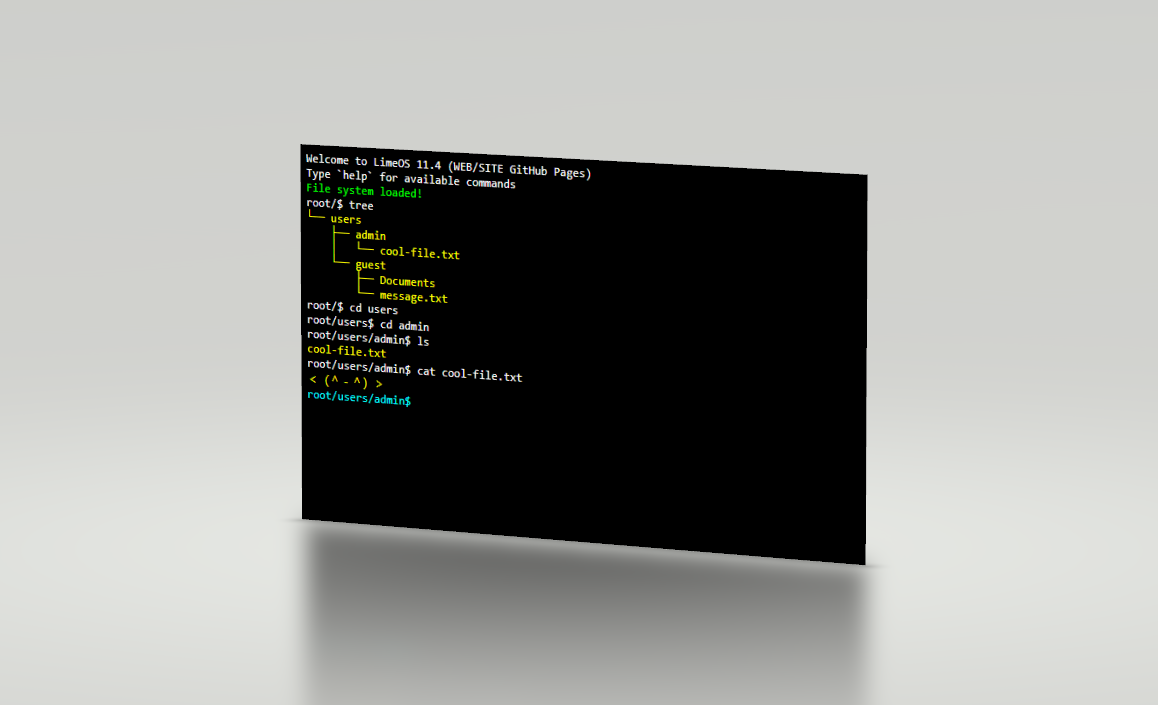 Welcome to LimeOS 11.4 (WEB/SITE GitHub Pages)
Type `help` for available commands
File system loaded!
root/$ tree
└── users
    ├── admin
    │   └── cool-file.txt
    └── guest
        ├── Documents
        └── message.txt
root/$ cd users
root/users$ cd admin
root/users/admin$ ls
cool-file.txt
root/users/admin$ cat cool-file.txt
< (^ - ^) >
root/users/admin$